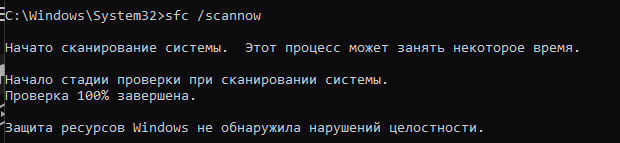 C:\Windows\System32>sfc /scannow
Начато сканирование системы. Этот процесс может занять некоторое время.
Начало стадии проверки при сканировании системы.
Проверка 100% завершена.
Защита ресурсов Windows не обнаружила нарушений целостности.